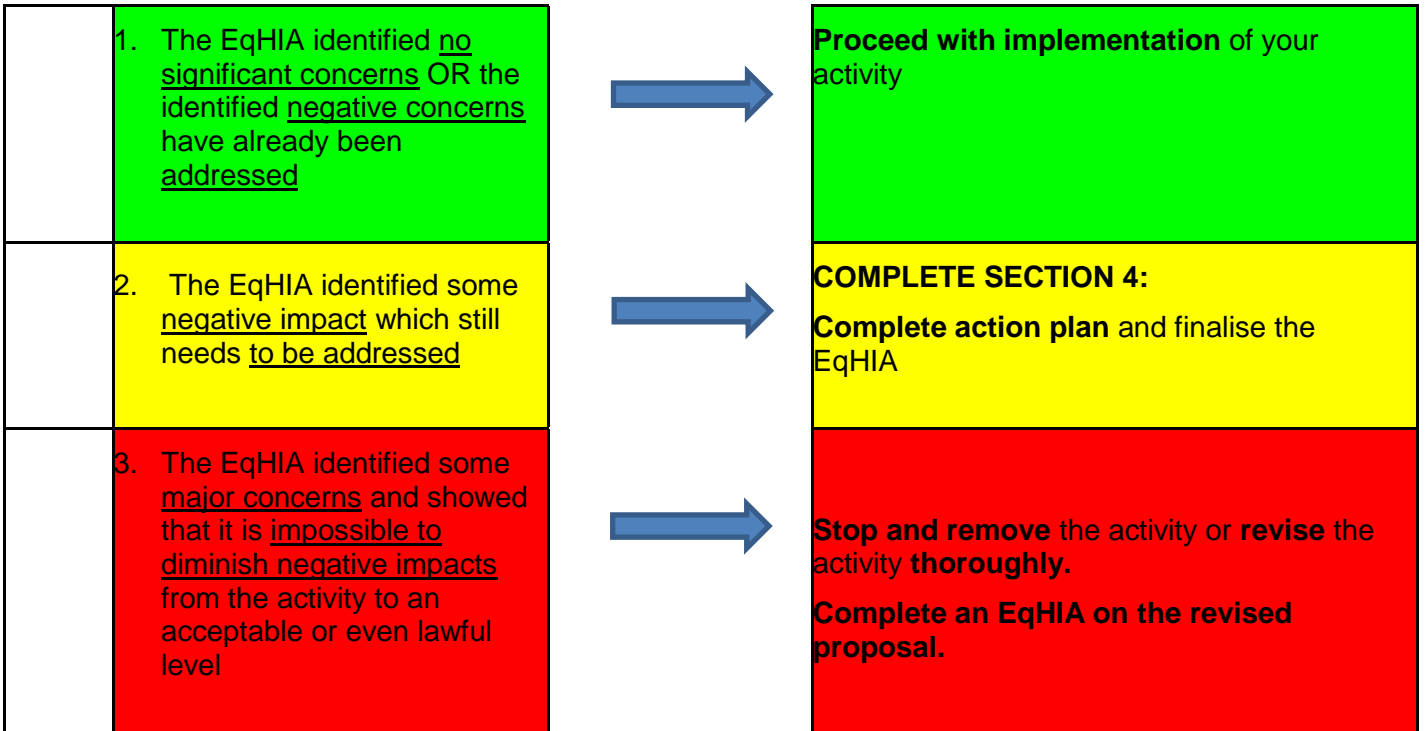 1. The EqHIA identified no
significant concerns OR the
identified negative concerns
have already been
addressed
Proceed with implementation of your
activity
2. The EqHIA identified some
negative impact which still
needs to be addressed
COMPLETE SECTION 4:
Complete action plan and finalise the
EqHIA
3. The EqHIA identified some
major concerns and showed
that it is impossible to
diminish negative impacts
from the activity to an
acceptable or even lawful
level
Stop and remove the activity or revise the
activity thoroughly.
Complete an EqHIA on the revised
proposal.